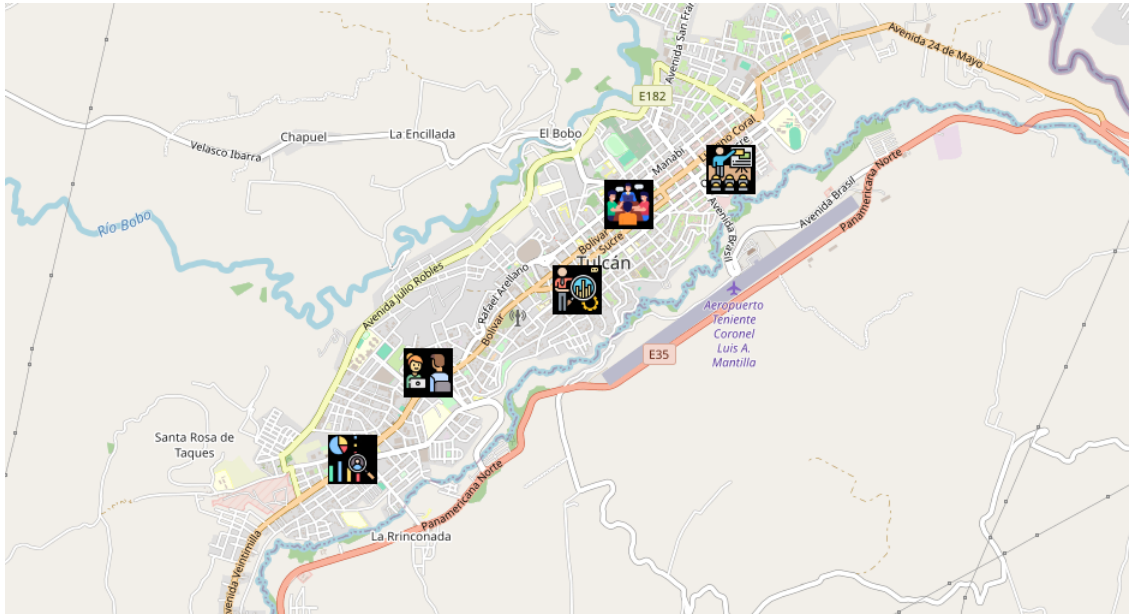 Avenida San Fran
Avenida 24 de Mayo
E182
Chapuel
La Encillada
El Bobo
Velasco Ibarra
Manabí
Coral
Panamericana Norte
Avenida Brasil
Avenida Brasil
Río Bobo
Bolívar
Sucre
Tulcán
Rafael Arellano
Avenida Julio Robles
Bolívar
Aeropuerto
Teniente
Coronel
Luis A.
Mantilla
E35
Santa Rosa de
Taques
Panamericana Norte
La Rrinconada
venida Veintimilla